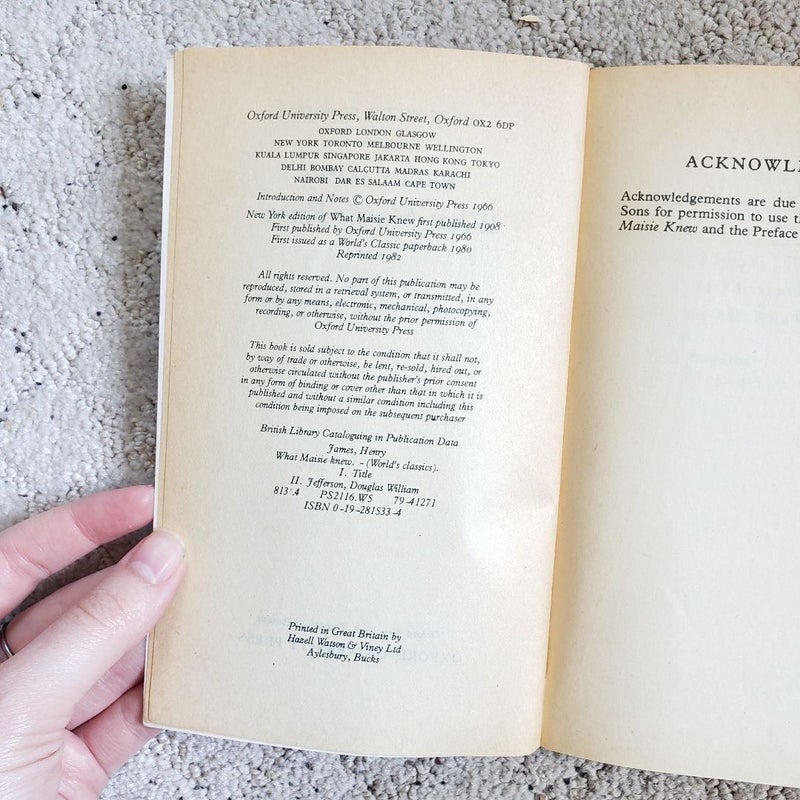 Oxford University Press, Walton Street, Oxford OX2 6DP
OXFORD LONDON GLASGOW
NEW YORK TORONTO MELBOURNE WELLINGTON
KUALA LUMPUR SINGAPORE JAKARTA HONG KONG TOKYO
DELHI BOMBAY CALCUTTA MADRAS KARACHI
NAIROBI DAR ES SALAAM CAPE TOWN
Introduction and Notes © Oxford University Press 1966
New York edition of What Maisie Knew first published 1908
First published by Oxford University Press 1966
First issued as a World's Classic paperback 1980
Reprinted 1982
All rights reserved. No part of this publication may be
reproduced, stored in a retrieval system, or transmitted, in any
form or by any means, electronic, mechanical, photocopying,
recording, or otherwise, without the prior permission of
Oxford University Press
This book is sold subject to the condition that it shall not,
by way of trade or otherwise, be lent, re-sold, hired out, or
otherwise circulated without the publisher's prior consent
in any form of binding or cover other than that in which it is
published and without a similar condition including this
condition being imposed on the subsequent purchaser
British Library Cataloguing in Publication Data
James, Henry
What Maisie knew. – (World's classics).
I. Title
II. Jefferson, Douglas William
813'.4 PS2116.W5 79-41271
ISBN 0-19-281533-4
Printed in Great Britain by
Hazell Watson & Viney Ltd
Aylesbury, Bucks
ACKNOWL
Acknowledgements are due
Sons for permission to use th
Maisie Knew and the Preface